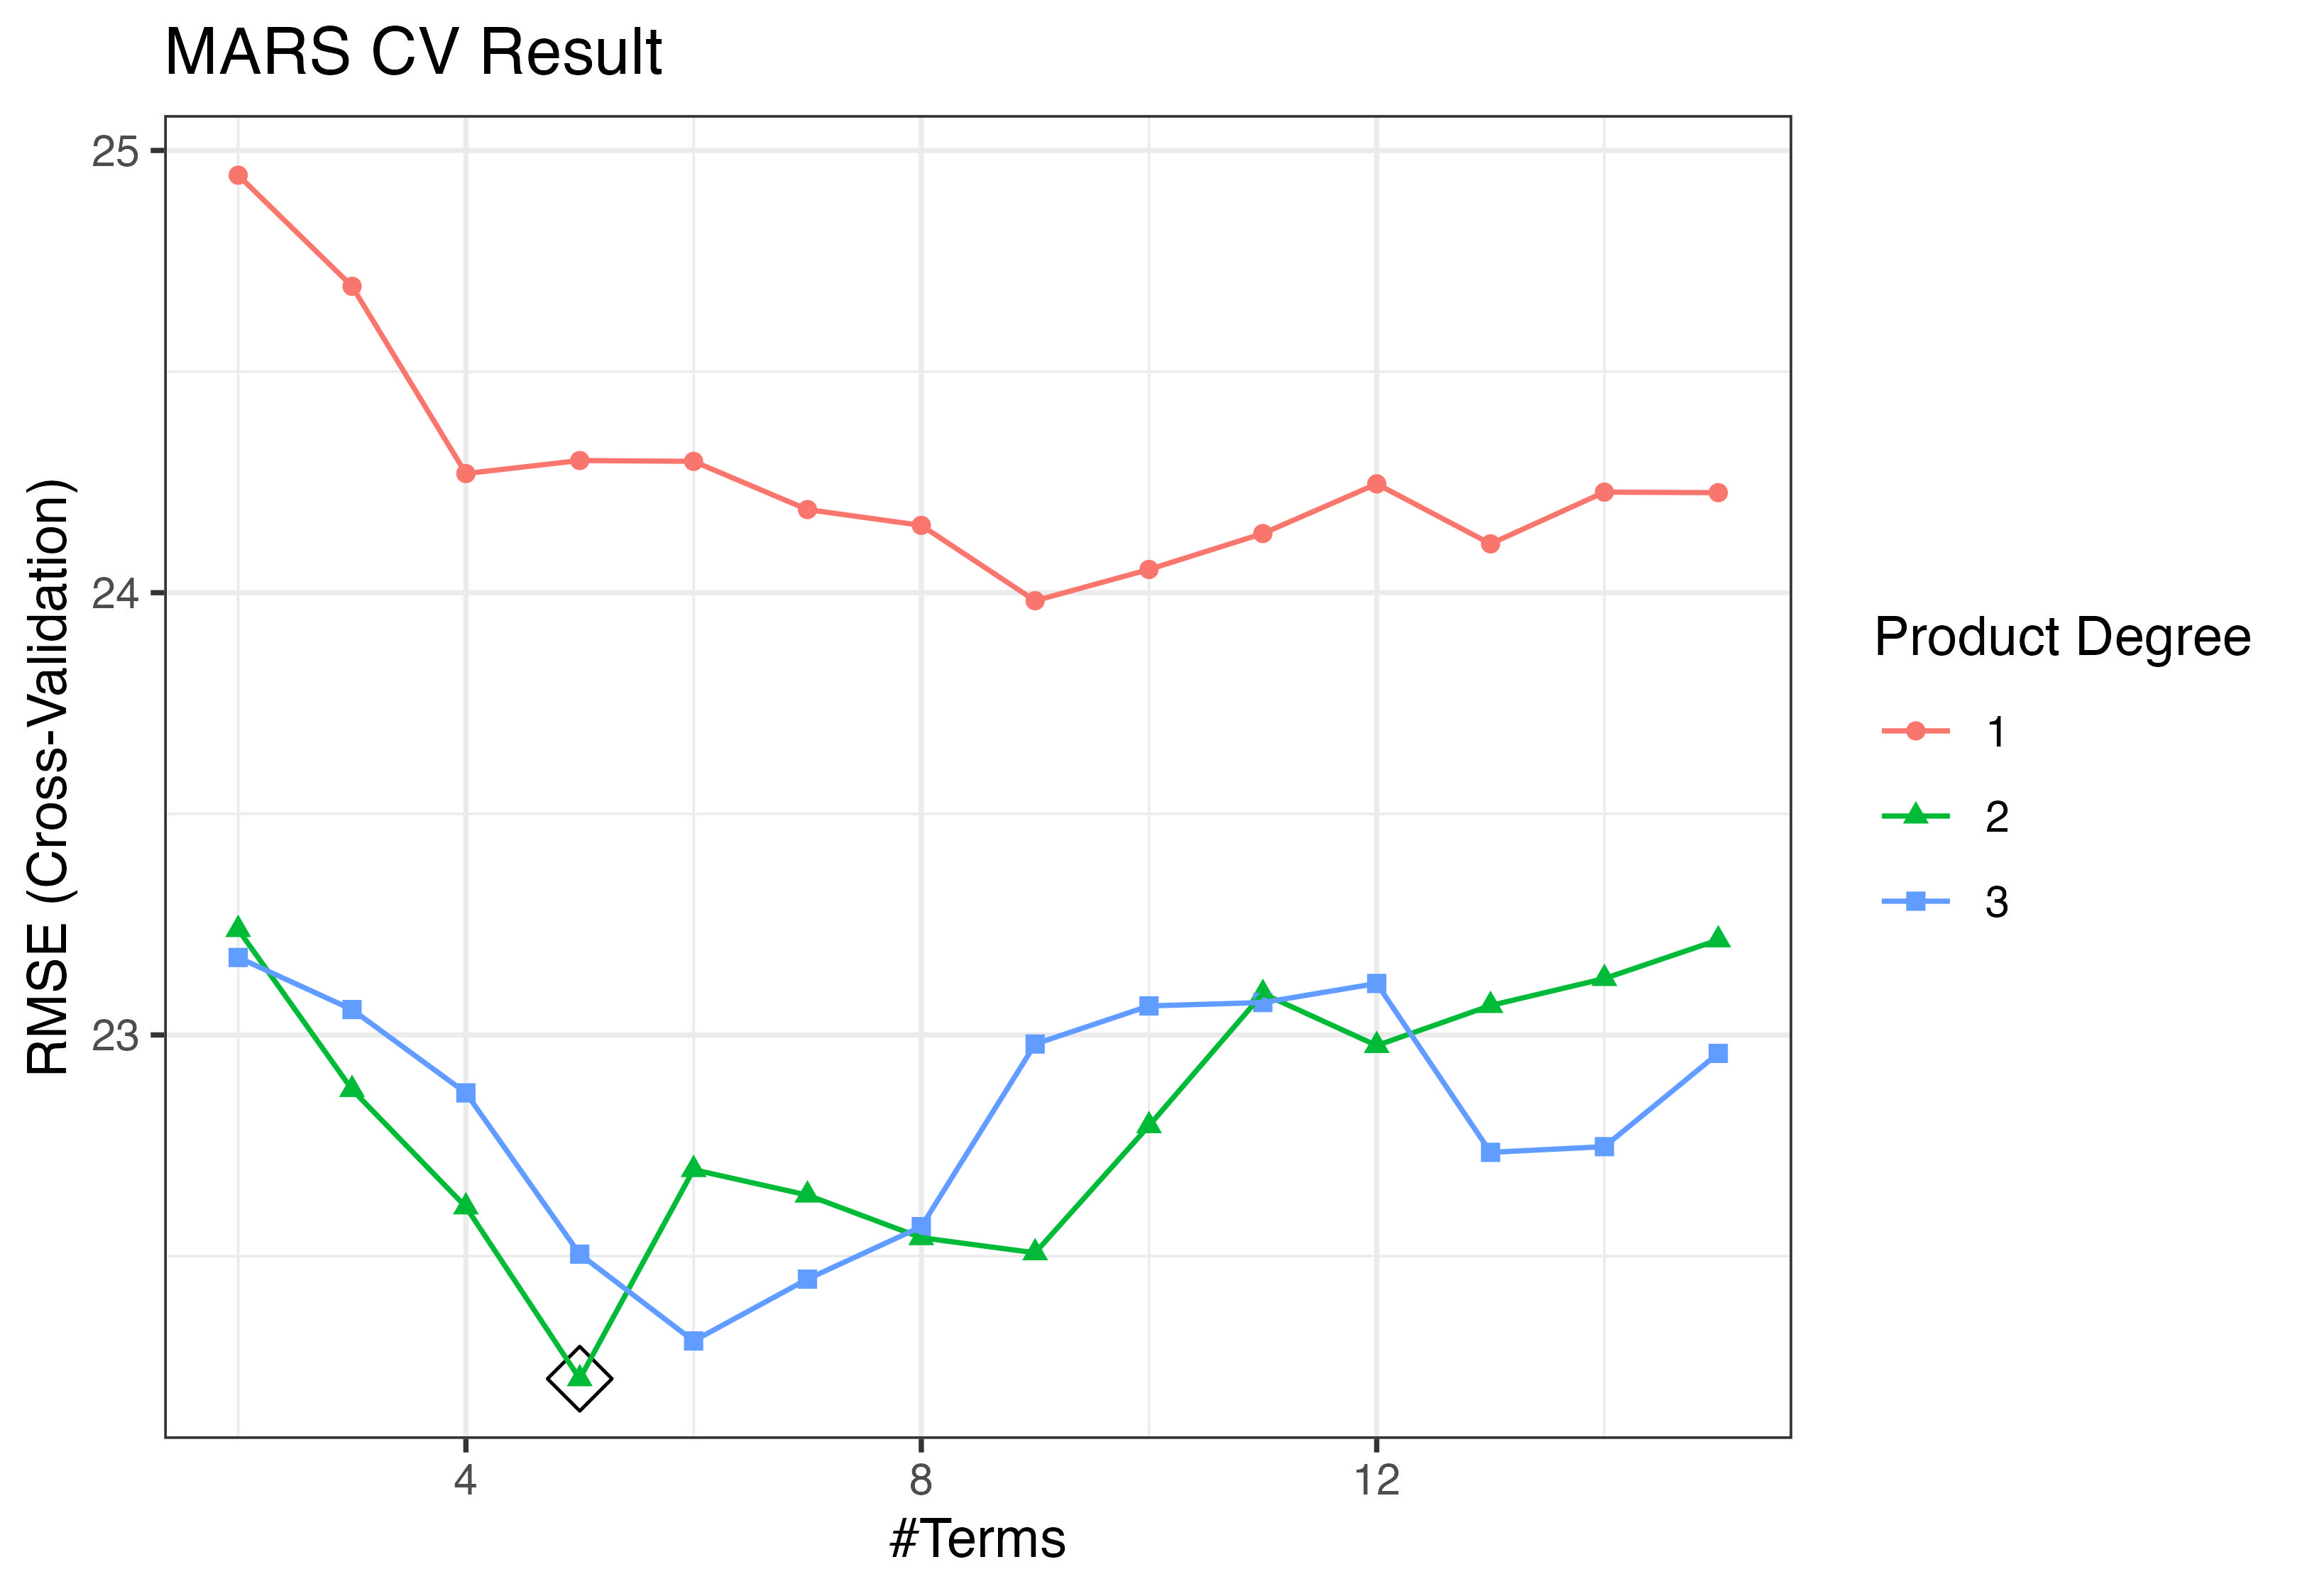 MARS CV Result
RMSE (Cross-Validation)
25
24
23
4
8
12
#Terms
Product Degree
1
2
3